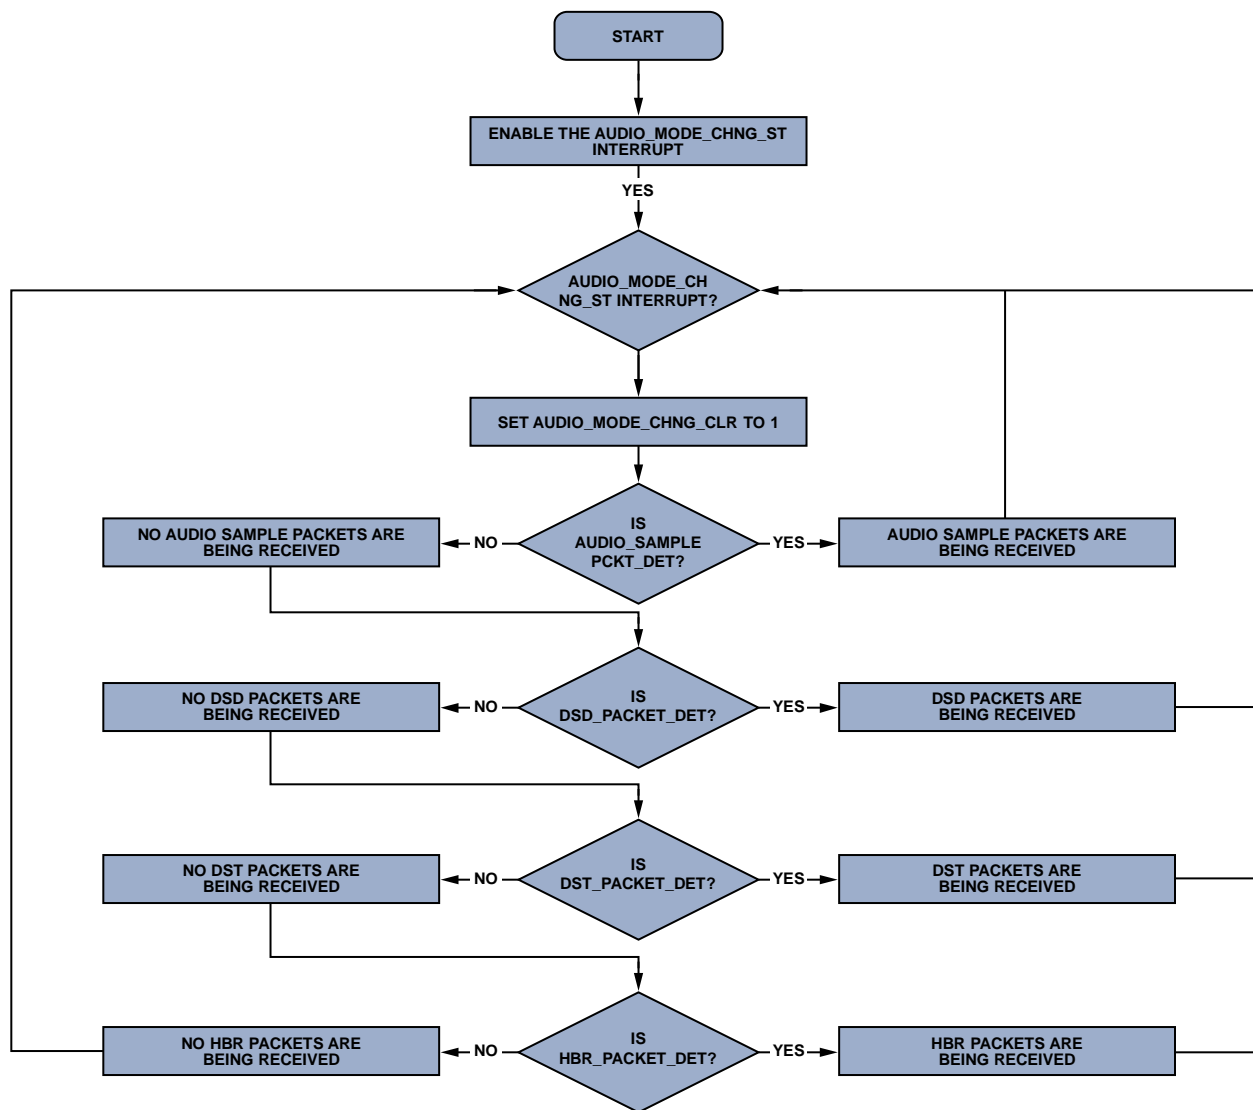 START
ENABLE THE AUDIO_MODE_CHNG_ST
INTERRUPT
YES
AUDIO_MODE_CH
NG_ST INTERRUPT?
SET AUDIO_MODE_CHNG_CLR TO 1
NO AUDIO SAMPLE PACKETS ARE
BEING RECEIVED
NO
IS
AUDIO_SAMPLE
PCKT_DET?
YES
AUDIO SAMPLE PACKETS ARE
BEING RECEIVED
NO DSD PACKETS ARE
BEING RECEIVED
NO
IS
DSD_PACKET_DET?
YES
DSD PACKETS ARE
BEING RECEIVED
NO DST PACKETS ARE
BEING RECEIVED
NO
IS
DST_PACKET_DET?
YES
DST PACKETS ARE
BEING RECEIVED
NO HBR PACKETS ARE
BEING RECEIVED
NO
IS
HBR_PACKET_DET?
YES
HBR PACKETS ARE
BEING RECEIVED